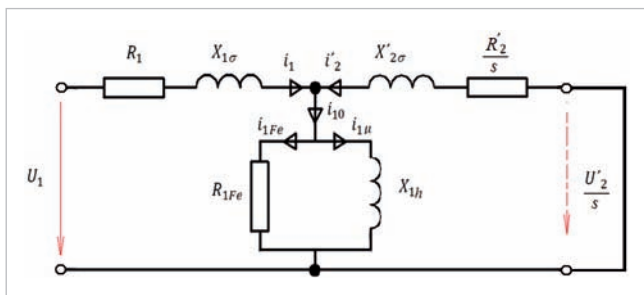 R₁
X₁σ
i₁
i'₂
X'₂σ
R'₂
s
i₁₀
i₁Fe
i₁μ
U₁
R₁Fe
X₁h
U'₂
s